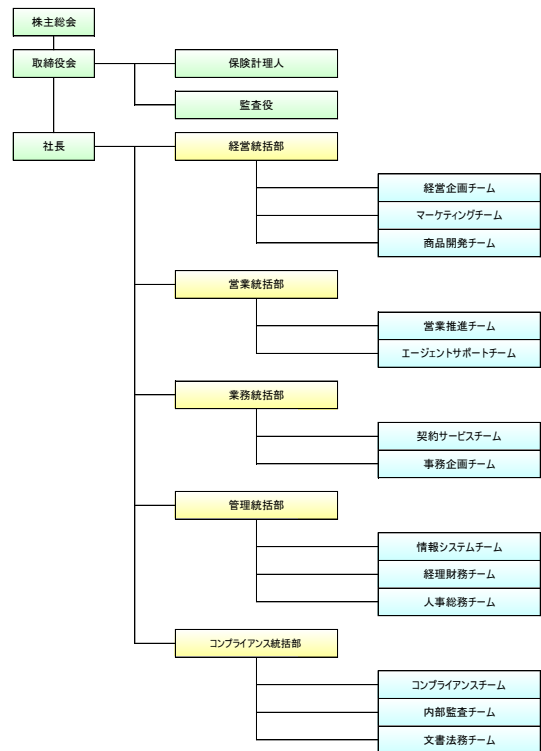 株主総会
取締役会
保険計理人
監査役
社長
経営統括部
経営企画チーム
マーケティングチーム
商品開発チーム
営業統括部
営業推進チーム
エージェントサポートチーム
業務統括部
契約サービスチーム
事務企画チーム
管理統括部
情報システムチーム
経理財務チーム
人事総務チーム
コンプライアンス統括部
コンプライアンスチーム
内部監査チーム
文書法務チーム